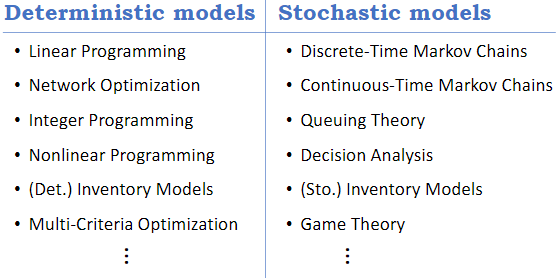 Deterministic models
• Linear Programming
• Network Optimization
• Integer Programming
• Nonlinear Programming
• (Det.) Inventory Models
• Multi-Criteria Optimization
⋮
Stochastic models
• Discrete-Time Markov Chains
• Continuous-Time Markov Chains
• Queuing Theory
• Decision Analysis
• (Sto.) Inventory Models
• Game Theory
⋮